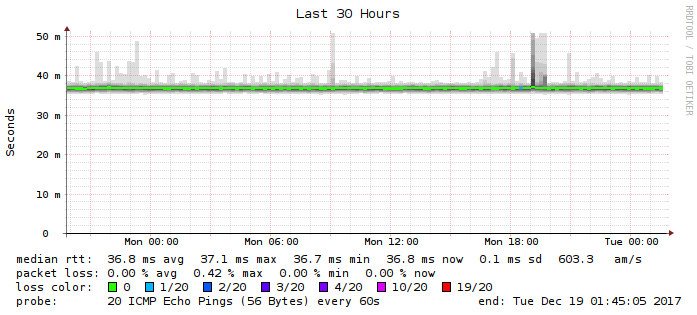 Last 30 Hours
RRDTOOL / TOBI OETIKER
Seconds
50 m
40 m
30 m
20 m
10 m
0
Mon 00:00 Mon 06:00 Mon 12:00 Mon 18:00 Tue 00:00
median rtt: 36.8 ms avg 37.1 ms max 36.7 ms min 36.8 ms now 0.1 ms sd 603.3 am/s
packet loss: 0.00 % avg 0.42 % max 0.00 % min 0.00 % now
loss color: 0 1/20 2/20 3/20 4/20 10/20 19/20
probe: 20 ICMP Echo Pings (56 Bytes) every 60s end: Tue Dec 19 01:45:05 2017